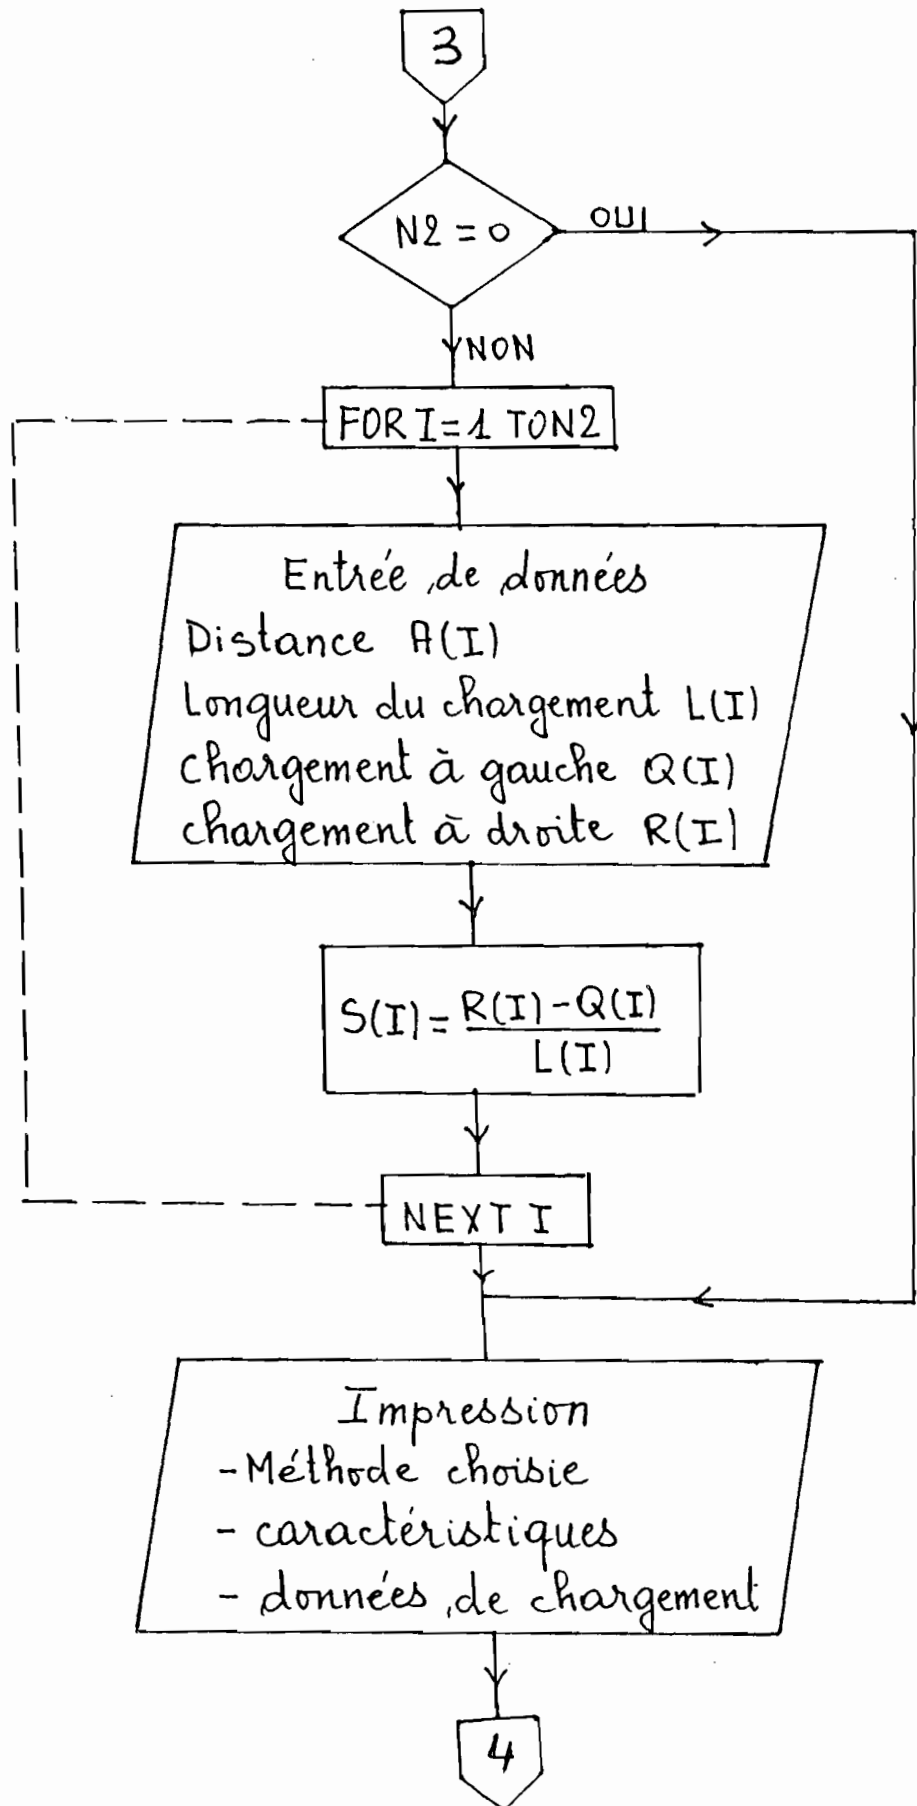 3
N2 = 0
OUI
NON
FOR I=1 TO N2
Entrée de données
Distance A(I)
Longueur du chargement L(I)
chargement à gauche Q(I)
chargement à droite R(I)
S(I) = R(I) - Q(I)
L(I)
NEXT I
Impression
- Méthode choisie
- caractéristiques
- données de chargement
4